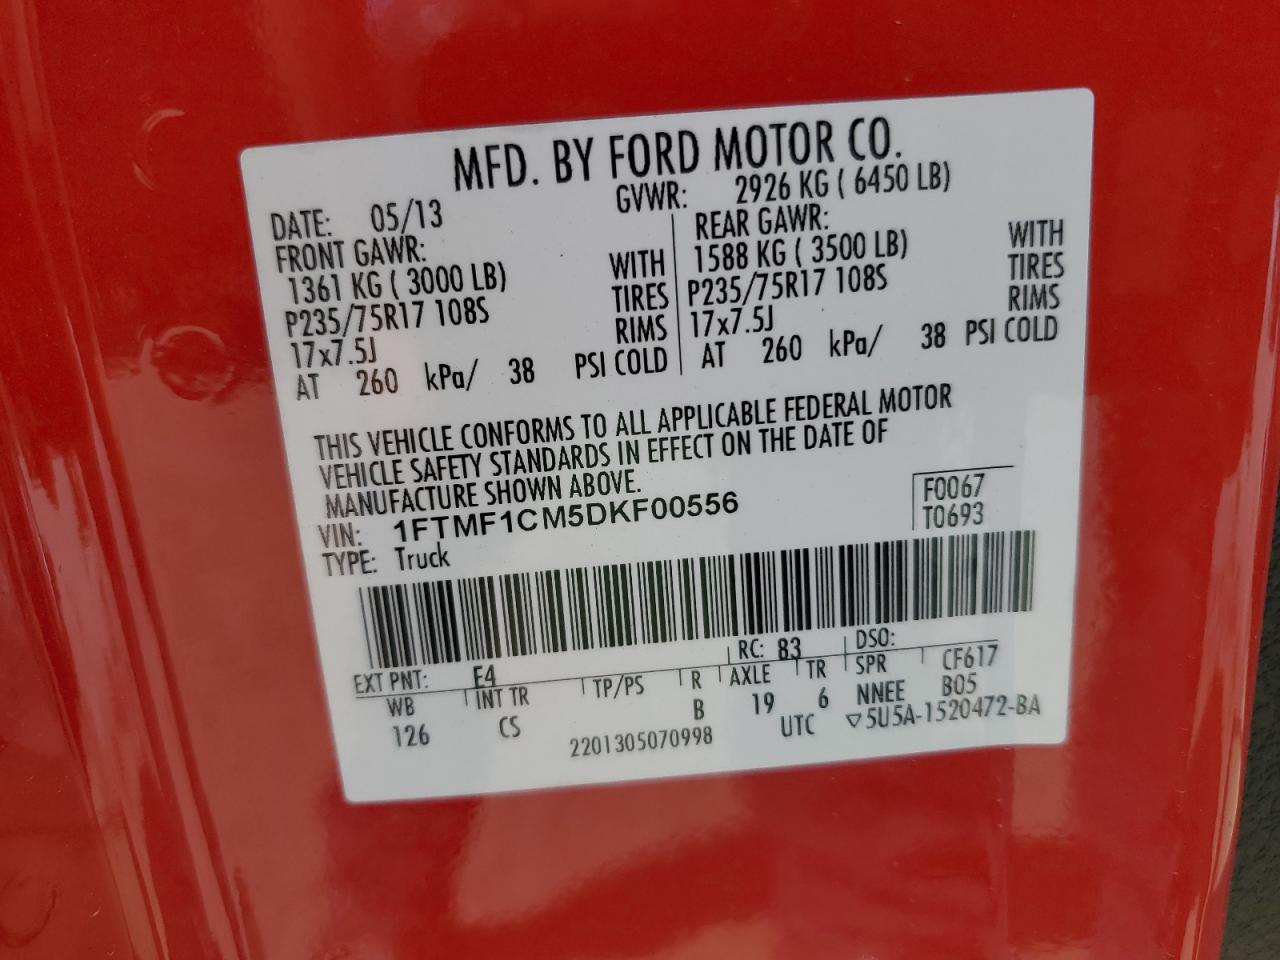 MFD. BY FORD MOTOR CO.
DATE: 05/13 GVWR: 2926 KG ( 6450 LB)
FRONT GAWR: REAR GAWR:
1361 KG ( 3000 LB) WITH 1588 KG ( 3500 LB) WITH
P235/75R17 108S TIRES P235/75R17 108S TIRES
17x7.5J RIMS 17x7.5J RIMS
AT 260 kPa/ 38 PSI COLD AT 260 kPa/ 38 PSI COLD
THIS VEHICLE CONFORMS TO ALL APPLICABLE FEDERAL MOTOR
VEHICLE SAFETY STANDARDS IN EFFECT ON THE DATE OF
MANUFACTURE SHOWN ABOVE.
VIN: 1FTMF1CM5DKF00556 F0067
TYPE: Truck T0693
EXT PNT: E4 RC: 83 DSO:
WB INT TR TP/PS R AXLE TR SPR CF617
126 CS B 19 6 NNEE B05
2201305070998 UTC ▽5U5A-1520472-BA